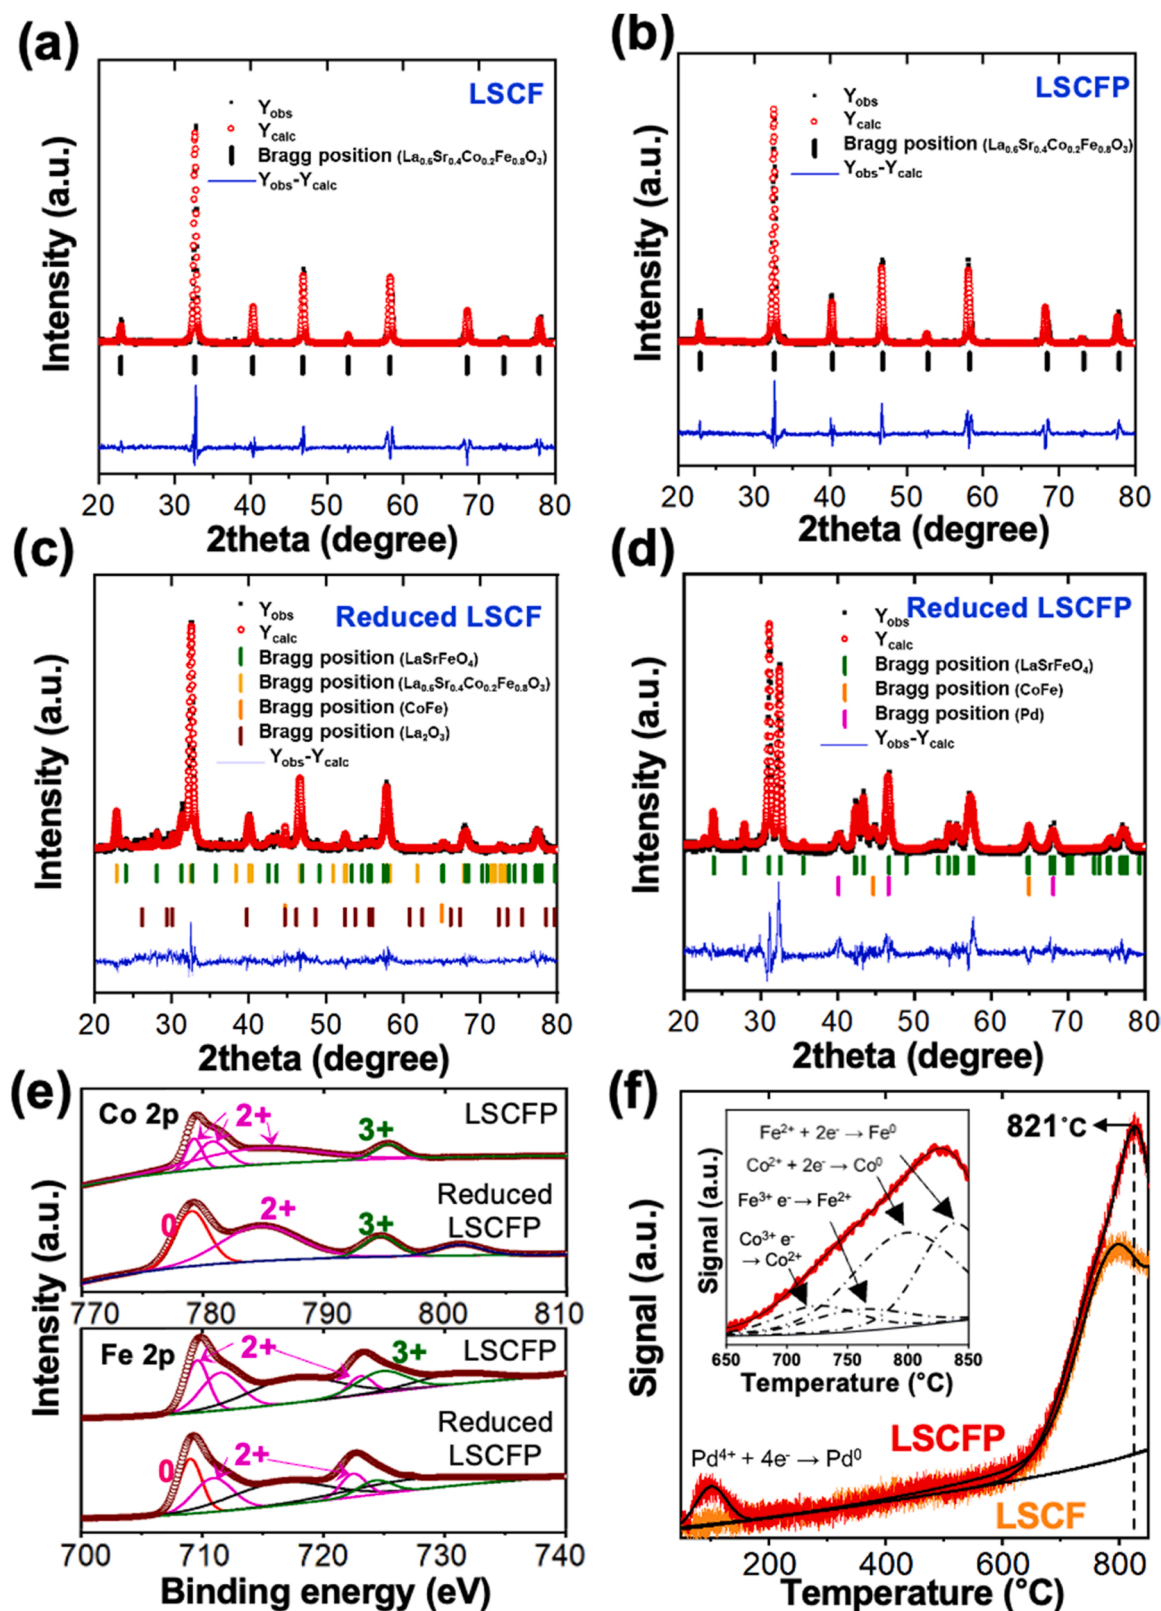 (a)
LSCF
Yobs
Ycalc
Bragg position (La0.6Sr0.4Co0.2Fe0.8O3)
Yobs-Ycalc
Intensity (a.u.)
20 30 40 50 60 70 80
2theta (degree)
(b)
LSCFP
Yobs
Ycalc
Bragg position (La0.6Sr0.4Co0.2Fe0.8O3)
Yobs-Ycalc
Intensity (a.u.)
20 30 40 50 60 70 80
2theta (degree)
(c)
Reduced LSCF
Yobs
Ycalc
Bragg position (LaSrFeO4)
Bragg position (La0.6Sr0.4Co0.2Fe0.8O3)
Bragg position (CoFe)
Bragg position (La2O3)
Yobs-Ycalc
Intensity (a.u.)
20 30 40 50 60 70 80
2theta (degree)
(d)
Reduced LSCFP
Yobs
Ycalc
Bragg position (LaSrFeO4)
Bragg position (CoFe)
Bragg position (Pd)
Yobs-Ycalc
Intensity (a.u.)
20 30 40 50 60 70 80
2theta (degree)
(e)
Co 2p
2+
3+
LSCFP
0
2+
3+
Reduced
LSCFP
770 780 790 800 810
Fe 2p
2+
3+
LSCFP
0
2+
Reduced
LSCFP
700 710 720 730 740
Intensity (a.u.)
Binding energy (eV)
(f)
821°C
Fe2+ + 2e- → Fe0
Co2+ + 2e- → Co0
Fe3+ e- → Fe2+
Co3+ e-
→ Co2+
Signal (a.u.)
650 700 750 800 850
Temperature (°C)
Pd4+ + 4e- → Pd0
LSCFP
LSCF
Signal (a.u.)
200 400 600 800
Temperature (°C)